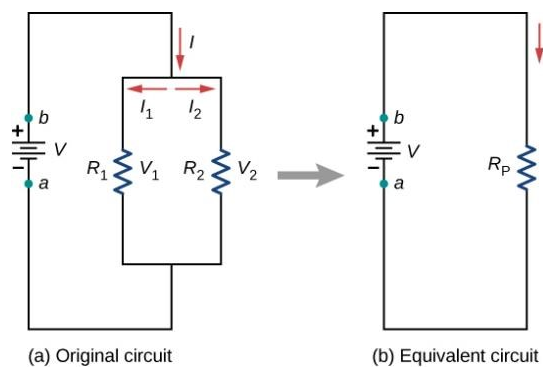 I
I₁ I₂
b
+
V
−
a
R₁ V₁ R₂ V₂
(a) Original circuit
b
+
V
−
a
Rₚ
(b) Equivalent circuit